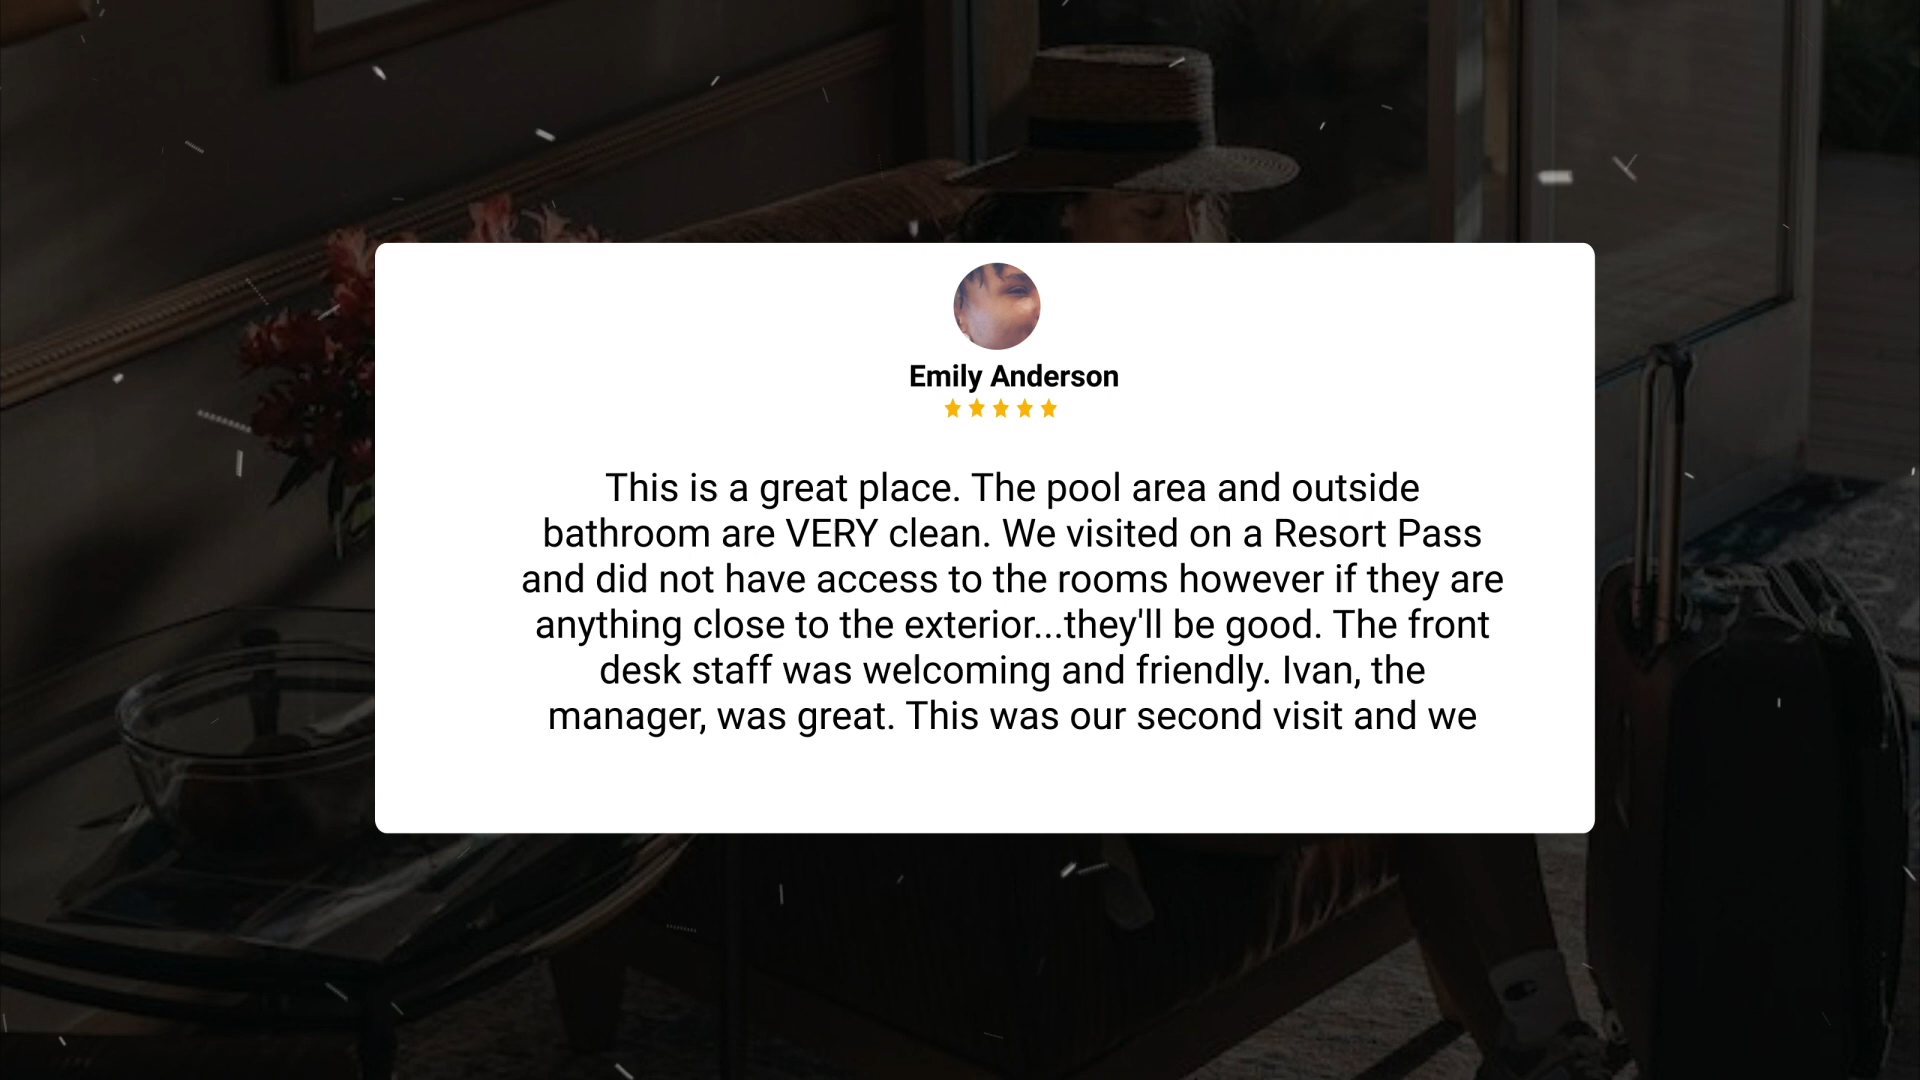 Emily Anderson
This is a great place. The pool area and outside
bathroom are VERY clean. We visited on a Resort Pass
and did not have access to the rooms however if they are
anything close to the exterior...they'll be good. The front
desk staff was welcoming and friendly. Ivan, the
manager, was great. This was our second visit and we